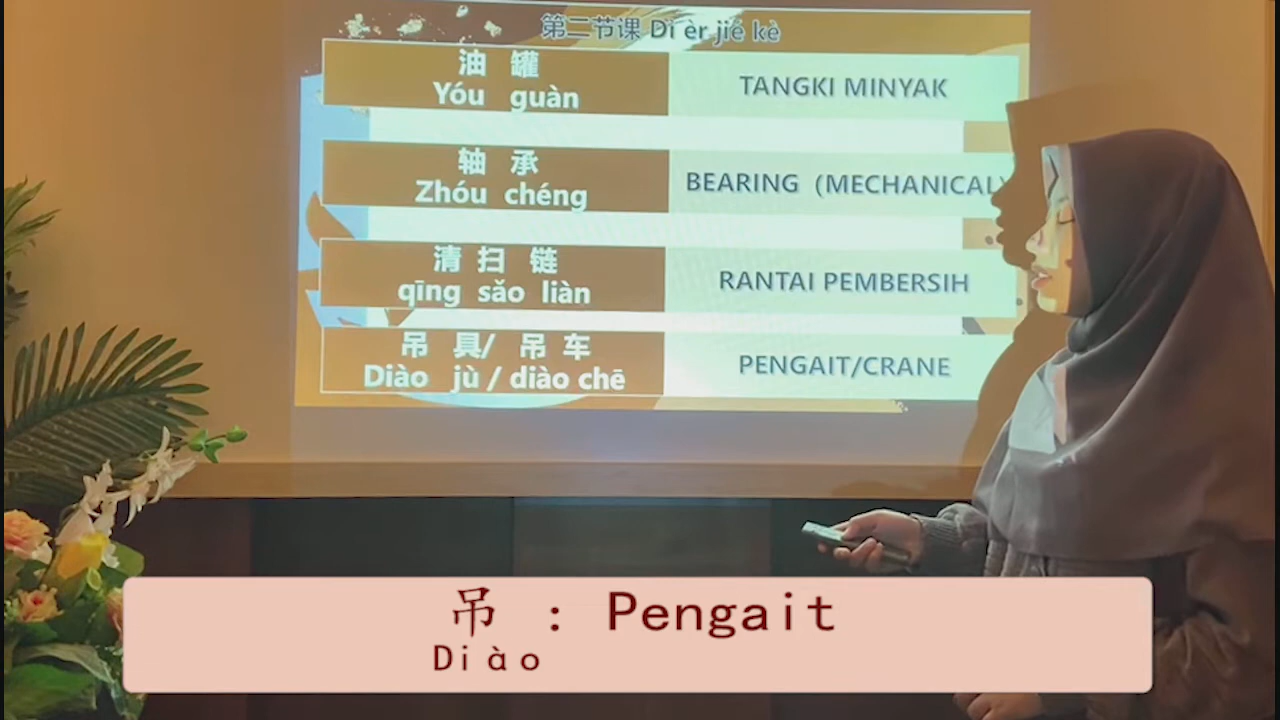 第二节课 Dì èr jié kè
油 罐
Yóu guàn
TANGKI MINYAK
轴 承
Zhóu chéng
BEARING (MECHANICAL)
清 扫 链
qīng sǎo liàn
RANTAI PEMBERSIH
吊 具/ 吊 车
Diào jù / diào chē
PENGAIT/CRANE
吊 : Pengait
Diào